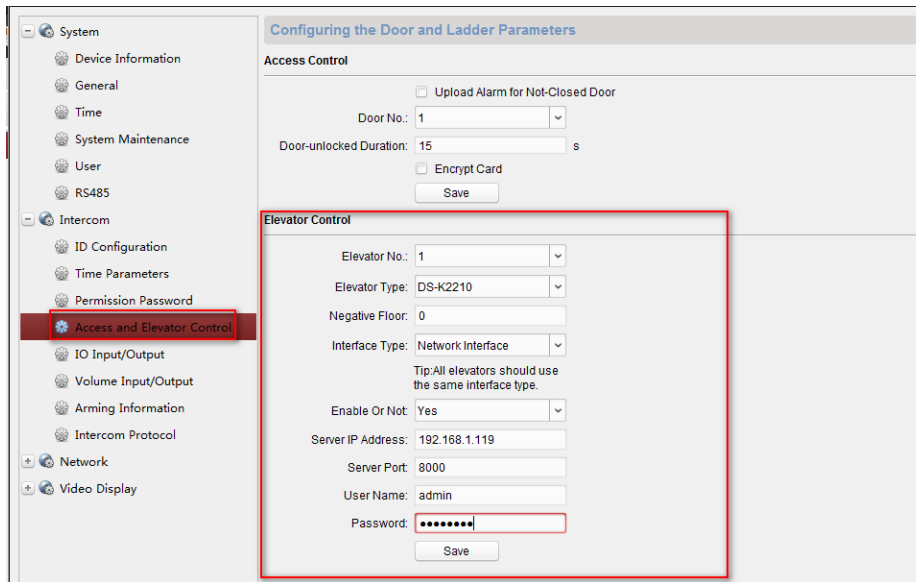 System
Device Information
General
Time
System Maintenance
User
RS485
Intercom
ID Configuration
Time Parameters
Permission Password
Access and Elevator Control
IO Input/Output
Volume Input/Output
Arming Information
Intercom Protocol
Network
Video Display
Configuring the Door and Ladder Parameters
Access Control
Upload Alarm for Not-Closed Door
Door No.: 1
Door-unlocked Duration: 15 s
Encrypt Card
Save
Elevator Control
Elevator No.: 1
Elevator Type: DS-K2210
Negative Floor: 0
Interface Type: Network Interface
Tip:All elevators should use
the same interface type.
Enable Or Not: Yes
Server IP Address: 192.168.1.119
Server Port: 8000
User Name: admin
Password: ●●●●●●●●
Save